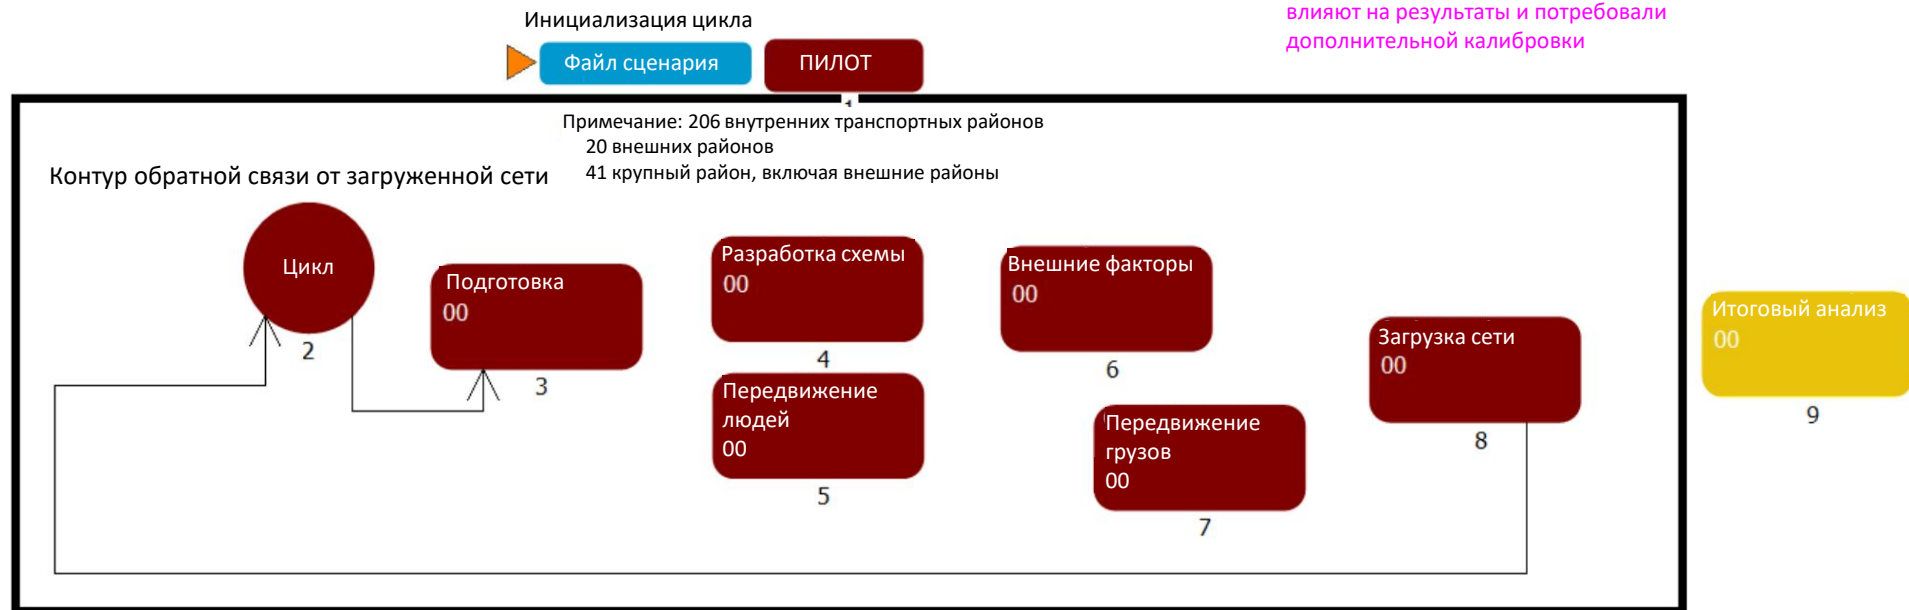 влияют на результаты и потребовали
дополнительной калибровки
Инициализация цикла
Файл сценария
ПИЛОТ
1
Примечание: 206 внутренних транспортных районов
20 внешних районов
41 крупный район, включая внешние районы
Контур обратной связи от загруженной сети
Цикл
2
Подготовка
00
3
Разработка схемы
00
4
Передвижение
людей
00
5
Внешние факторы
00
6
Передвижение
грузов
00
7
Загрузка сети
00
8
Итоговый анализ
00
9